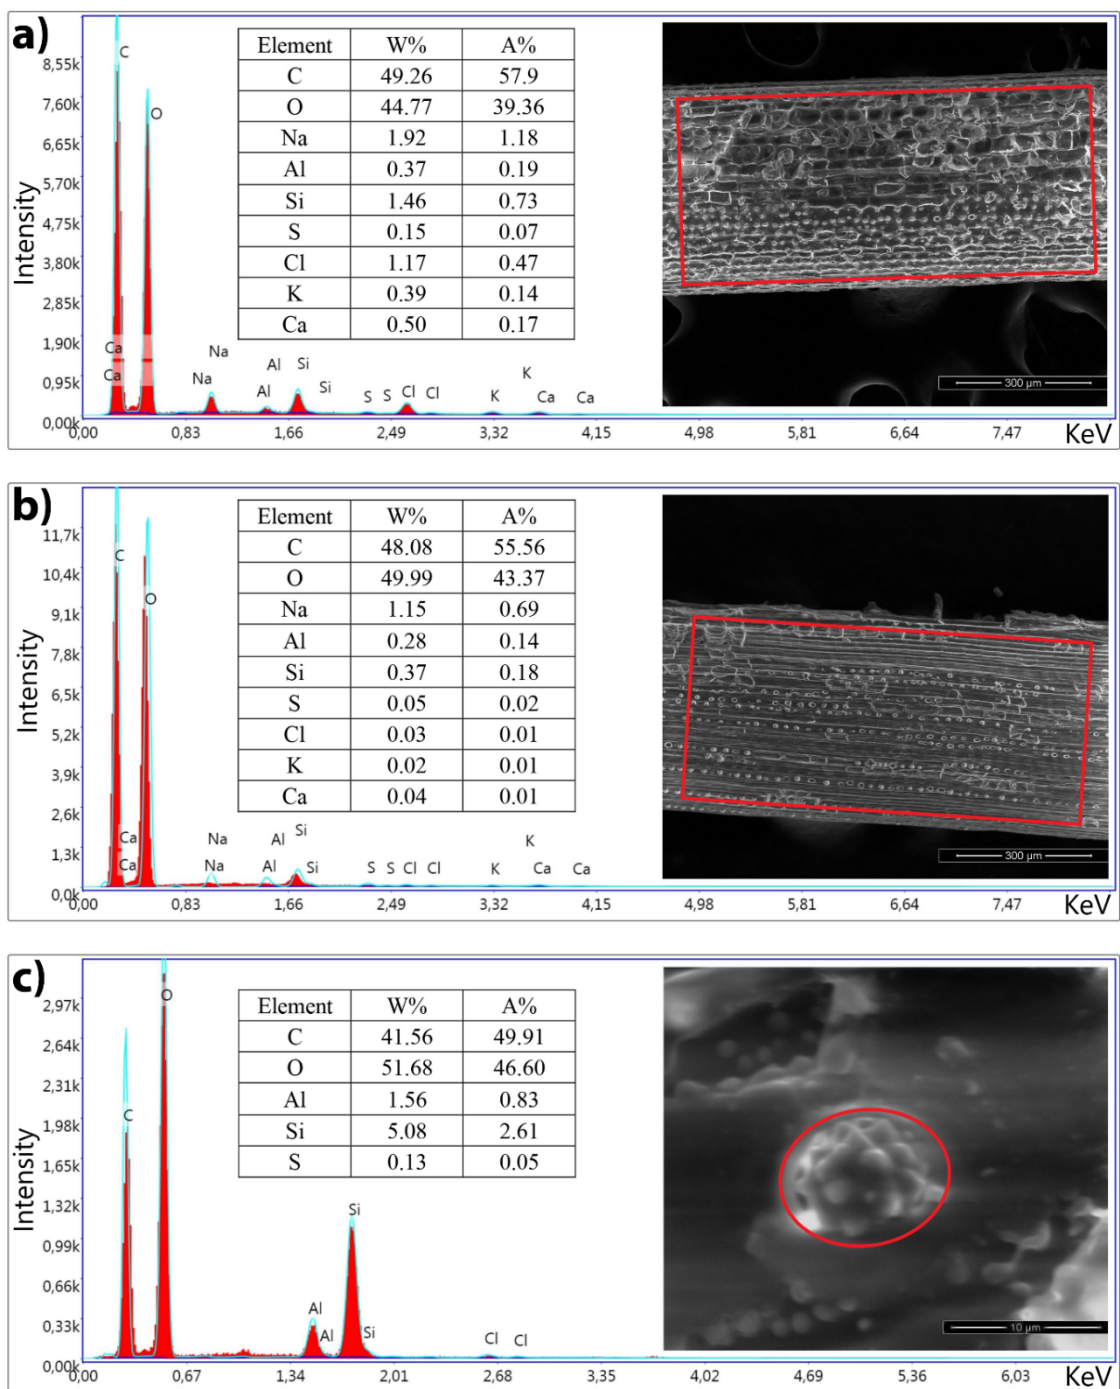 a)
Intensity
8,55k
7,60k
6,65k
5,70k
4,75k
3,80k
2,85k
1,90k
0,95k
0,00k
C
O
Ca
Ca
Na
Na
Al
Al
Si
Si
S
S
Cl
Cl
K
K
Ca
Ca
Element W% A%
C 49.26 57.9
O 44.77 39.36
Na 1.92 1.18
Al 0.37 0.19
Si 1.46 0.73
S 0.15 0.07
Cl 1.17 0.47
K 0.39 0.14
Ca 0.50 0.17
300 µm
0,00 0,83 1,66 2,49 3,32 4,15 4,98 5,81 6,64 7,47 KeV
b)
Intensity
11,7k
10,4k
9,1k
7,8k
6,5k
5,2k
3,9k
2,6k
1,3k
0,0k
C
O
Ca
Ca
Na
Na
Al
Al
Si
Si
S
S
Cl
Cl
K
K
Ca
Ca
Element W% A%
C 48.08 55.56
O 49.99 43.37
Na 1.15 0.69
Al 0.28 0.14
Si 0.37 0.18
S 0.05 0.02
Cl 0.03 0.01
K 0.02 0.01
Ca 0.04 0.01
300 µm
0,00 0,83 1,66 2,49 3,32 4,15 4,98 5,81 6,64 7,47 KeV
c)
Intensity
2,97k
2,64k
2,31k
1,98k
1,65k
1,32k
0,99k
0,66k
0,33k
0,00k
C
O
Al
Al
Si
Si
Cl
Cl
Element W% A%
C 41.56 49.91
O 51.68 46.60
Al 1.56 0.83
Si 5.08 2.61
S 0.13 0.05
10 µm
0,00 0,67 1,34 2,01 2,68 3,35 4,02 4,69 5,36 6,03 KeV